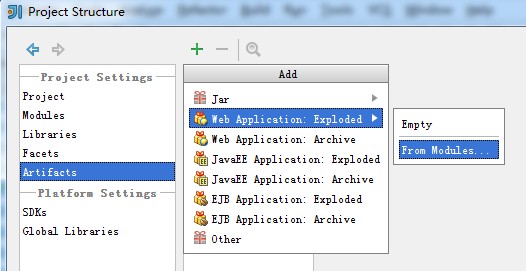 Project Structure
Project Settings
Project
Modules
Libraries
Facets
Artifacts
Platform Settings
SDKs
Global Libraries
Add
Jar
Web Application: Exploded
Web Application: Archive
JavaEE Application: Exploded
JavaEE Application: Archive
EJB Application: Exploded
EJB Application: Archive
Other
Empty
From Modules...